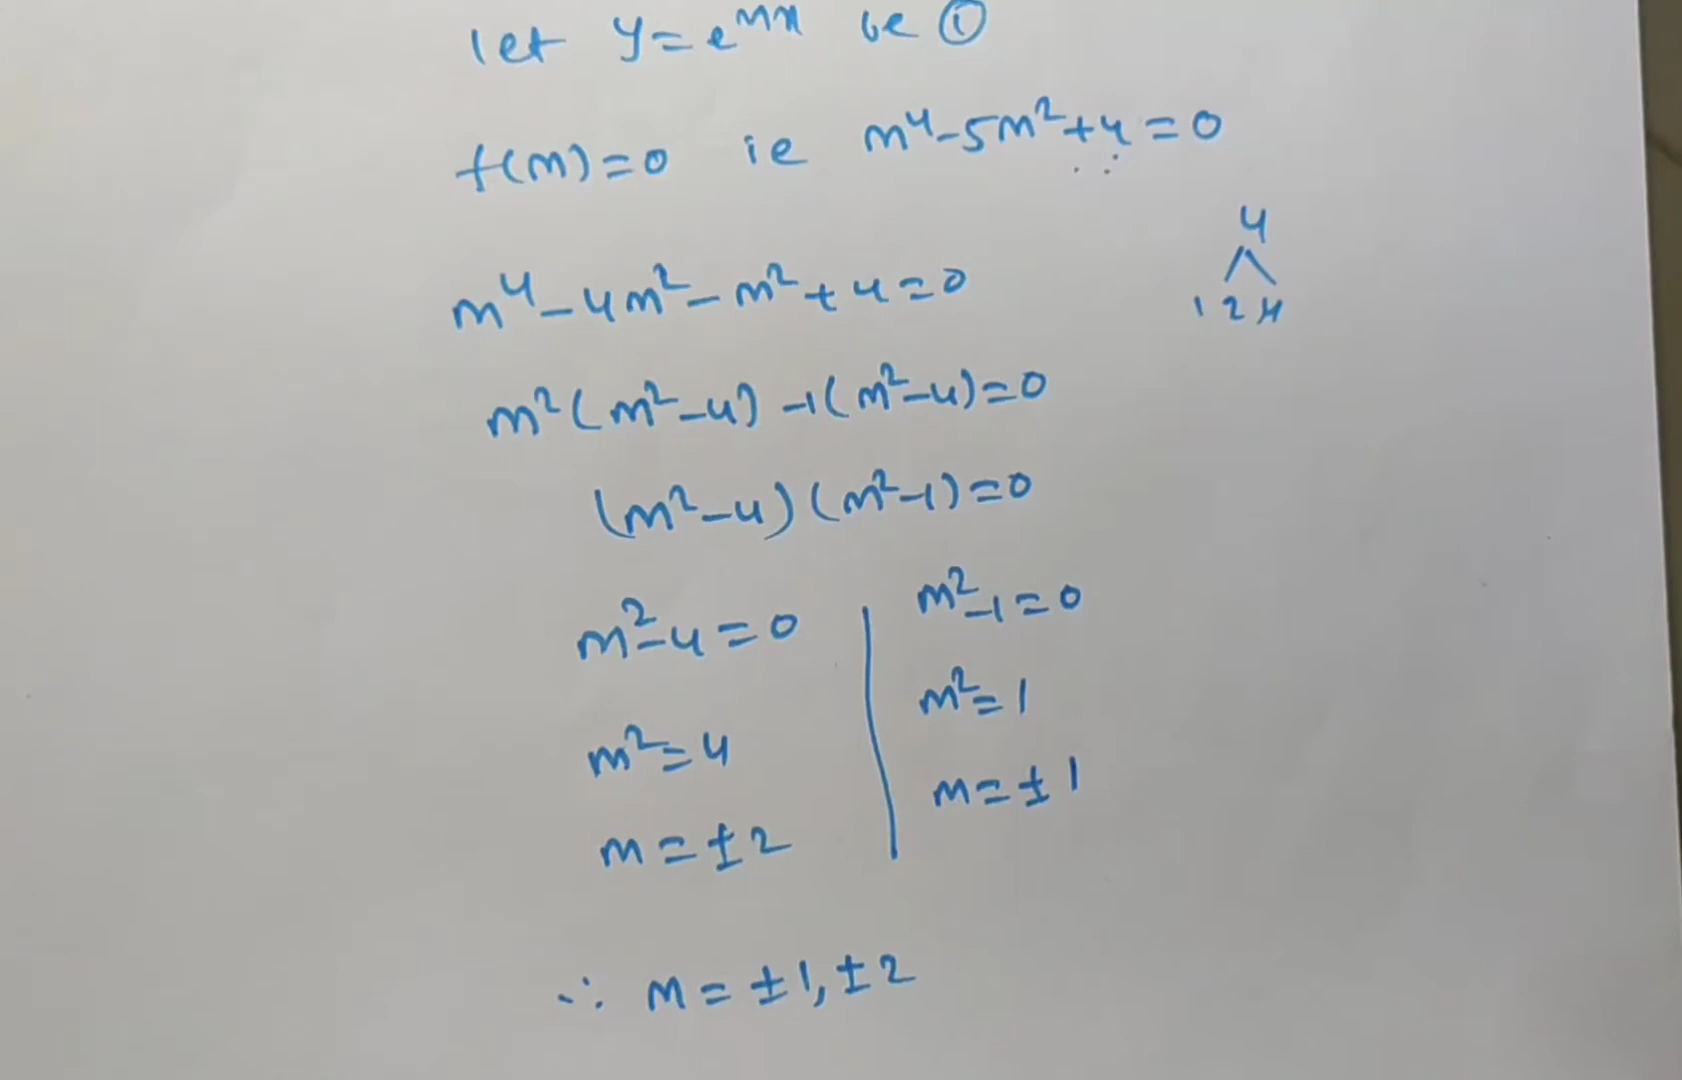 let y=e^mx be ①
f(m)=0 ie m⁴-5m²+4=0
4
1 2 4
m⁴-4m²-m²+4=0
m²(m²-4)-1(m²-4)=0
(m²-4)(m²-1)=0
m²-4=0
m²=4
m=±2
m²-1=0
m²=1
m=±1
∴ m=±1,±2